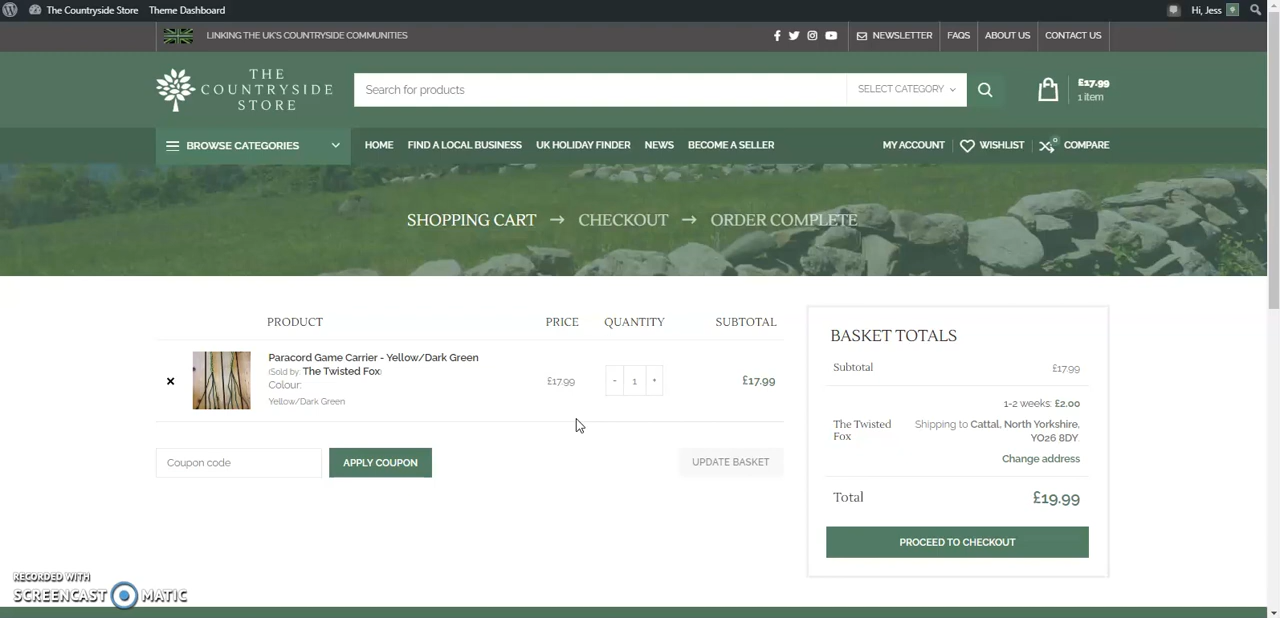 The Countryside Store Theme Dashboard Hi, Jess
LINKING THE UK'S COUNTRYSIDE COMMUNITIES NEWSLETTER FAQS ABOUT US CONTACT US
THE
COUNTRYSIDE
STORE
Search for products SELECT CATEGORY
£17.99
1 item
BROWSE CATEGORIES HOME FIND A LOCAL BUSINESS UK HOLIDAY FINDER NEWS BECOME A SELLER MY ACCOUNT WISHLIST 0 COMPARE
SHOPPING CART → CHECKOUT → ORDER COMPLETE
PRODUCT PRICE QUANTITY SUBTOTAL
× Paracord Game Carrier - Yellow/Dark Green
(Sold by: The Twisted Fox)
Colour:
Yellow/Dark Green
£17.99 - 1 + £17.99
Coupon code APPLY COUPON UPDATE BASKET
BASKET TOTALS
Subtotal £17.99
The Twisted
Fox
1-2 weeks: £2.00
Shipping to Cattal, North Yorkshire,
YO26 8DY.
Change address
Total £19.99
PROCEED TO CHECKOUT
RECORDED WITH
SCREENCAST MATIC